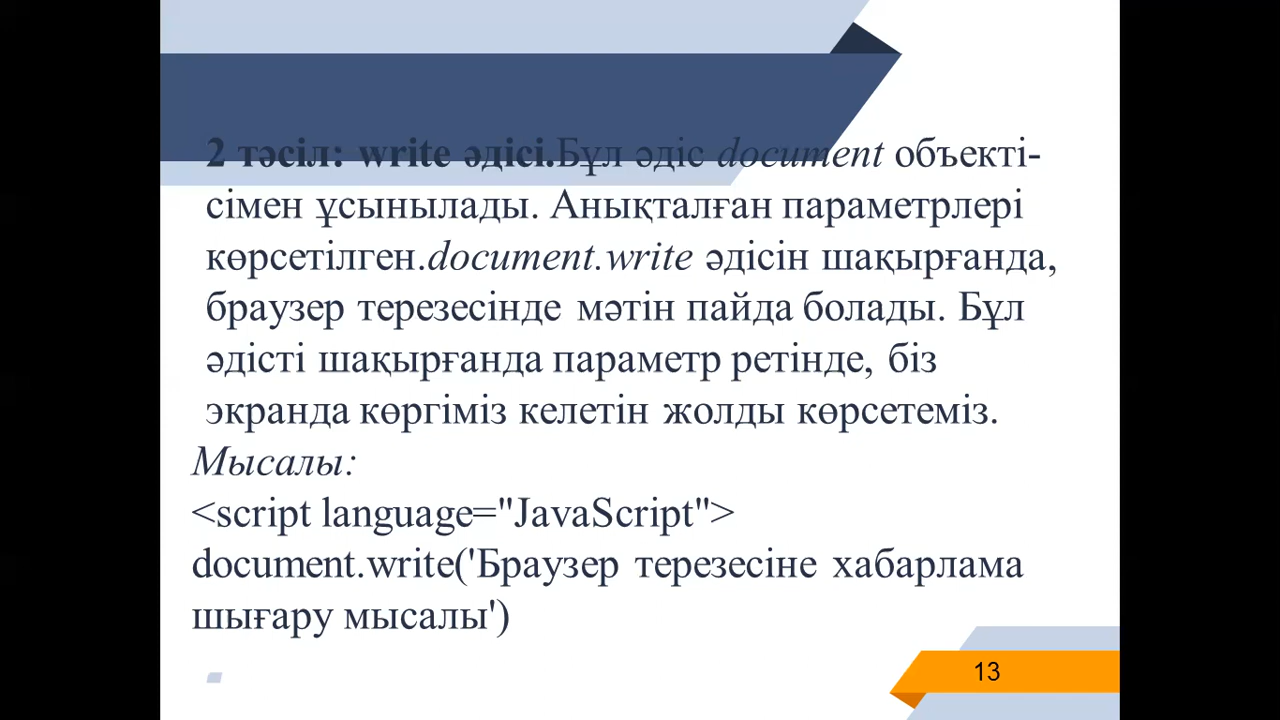 2 тәсіл: write әдісі.Бұл әдіс document объекті-
сімен ұсынылады. Анықталған параметрлері
көрсетілген.document.write әдісін шақырғанда,
браузер терезесінде мәтін пайда болады. Бұл
әдісті шақырғанда параметр ретінде, біз
экранда көргіміз келетін жолды көрсетеміз.
Мысалы:
<script language="JavaScript">
document.write('Браузер терезесіне хабарлама
шығару мысалы')
13